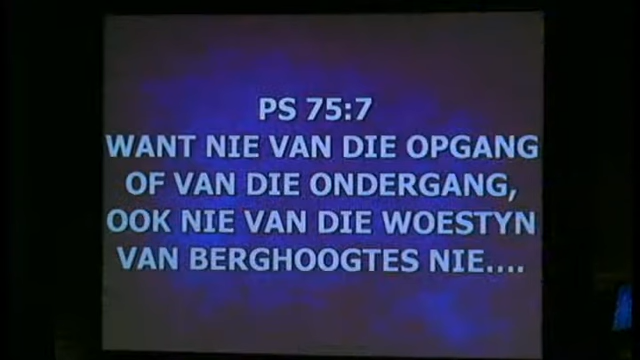 PS 75:7
WANT NIE VAN DIE OPGANG
OF VAN DIE ONDERGANG,
OOK NIE VAN DIE WOESTYN
VAN BERGHOOGTES NIE....